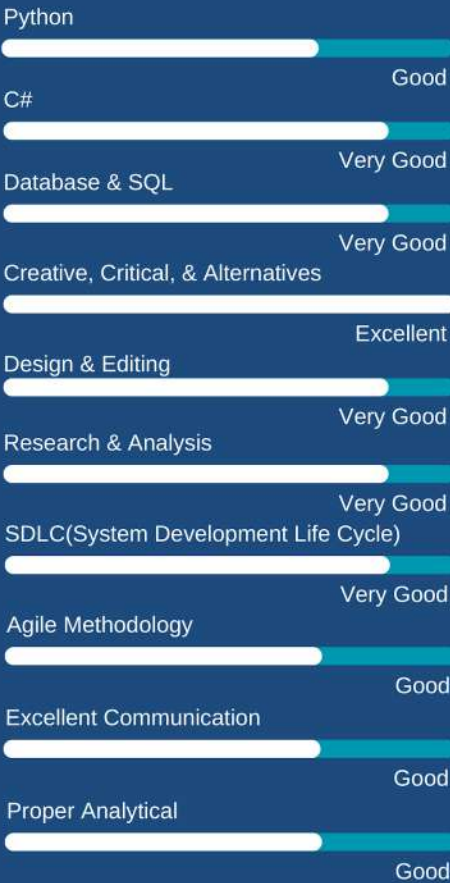 Python
Good
C#
Very Good
Database & SQL
Very Good
Creative, Critical, & Alternatives
Excellent
Design & Editing
Very Good
Research & Analysis
Very Good
SDLC(System Development Life Cycle)
Very Good
Agile Methodology
Good
Excellent Communication
Good
Proper Analytical
Good